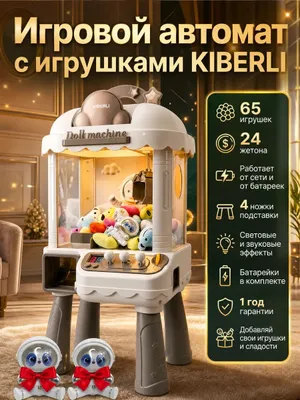 Игровой автомат
с игрушками KIBERLI
KIBERLI
Doll machine
65
игрушек
24
жетона
Работает
от сети и
от батареек
4 ножки
подставки
Световые
и звуковые
эффекты
Батарейки
в комплекте
1 год
гарантии
Добавляй
свои игрушки
и сладости